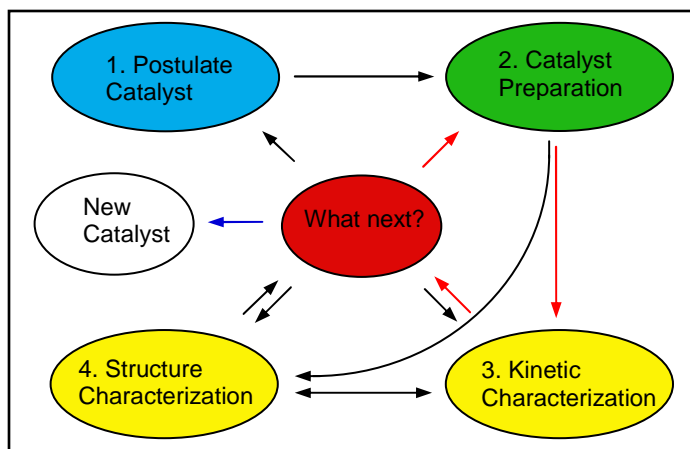 1. Postulate
Catalyst
2. Catalyst
Preparation
New
Catalyst
What next?
4. Structure
Characterization
3. Kinetic
Characterization